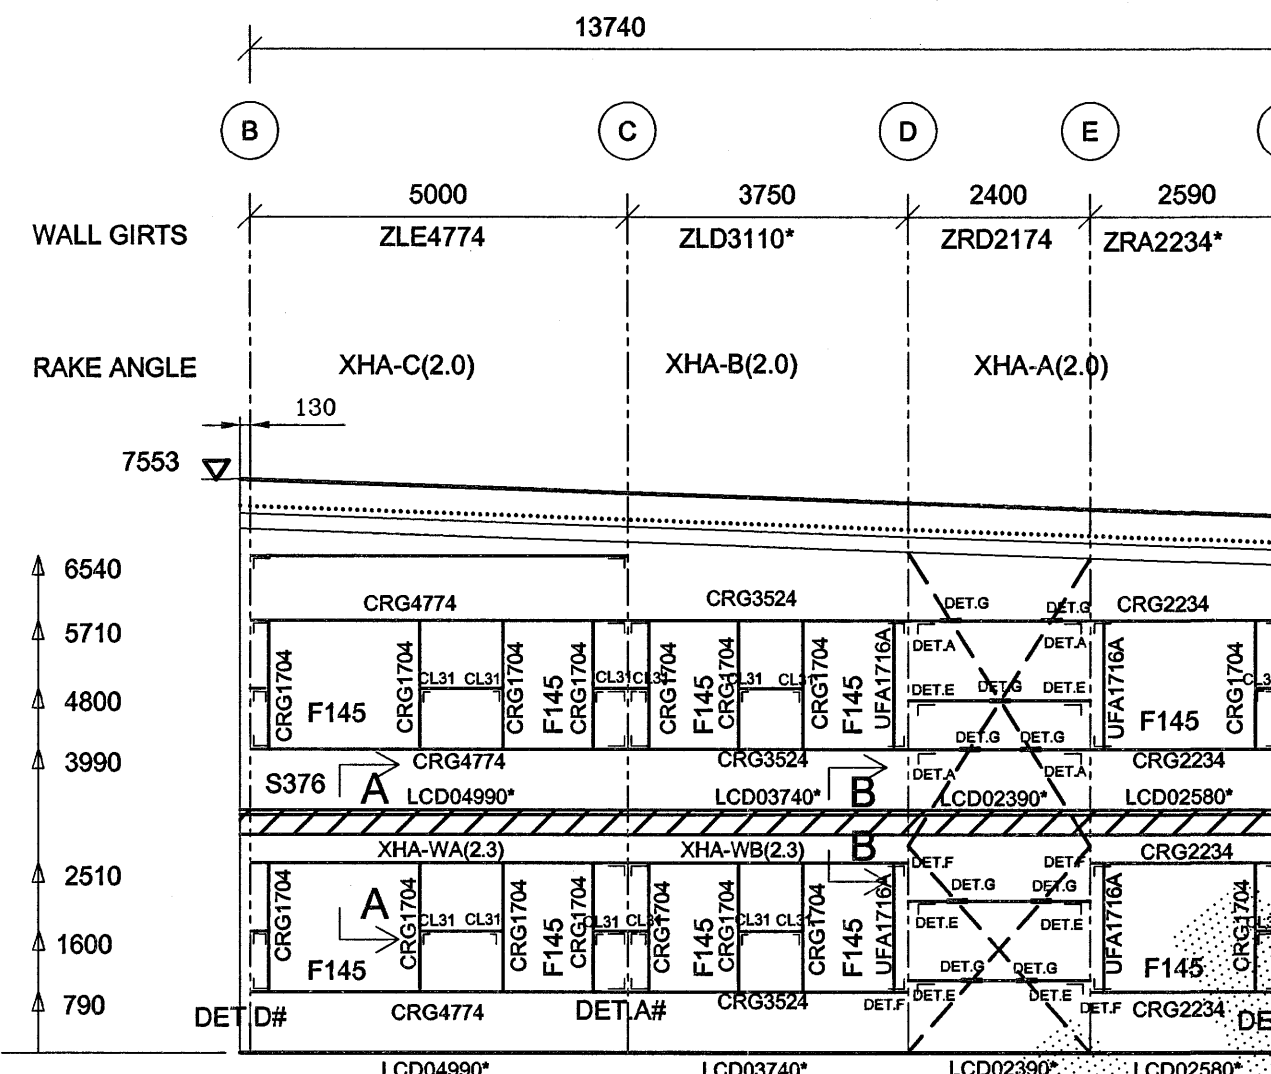 13740
B C D E
5000 3750 2400 2590
WALL GIRTS ZLE4774 ZLD3110* ZRD2174 ZRA2234*
RAKE ANGLE XHA-C(2.0) XHA-B(2.0) XHA-A(2.0)
130
7553
6540
CRG4774 CRG3524 DET.G DET.G CRG2234
5710
CRG1704 CRG1704 CRG1704 CRG1704 CRG1704 CRG1704 CRG1704 UFA1716A DET.A DET.A UFA1716A CRG1704
CL31 CL31 CL31 CL31 CL31 CL31
DET.E DET.G DET.E
4800
F145 F145 F145 F145 F145
DET.G DET.G
3990 CRG4774 CRG3524 CRG2234
DET.A DET.A
S376 A B
LCD04990* LCD03740* LCD02390* LCD02580*
XHA-WA(2.3) XHA-WB(2.3) B CRG2234
DET.F DET.F
2510 DET.G DET.G
CRG1704 CRG1704 CRG1704 CRG1704 CRG1704 CRG1704 CRG1704 UFA1716A UFA1716A CRG1704
A
CL31 CL31 CL31 CL31 CL31 CL31 DET.E DET.E
1600
F145 F145 F145 F145 F145
DET.G DET.G
790 DET.F DET.E DET.E DET.F
DET.D# CRG4774 DET.A# CRG3524 CRG2234
LCD04990* LCD03740* LCD02390* LCD02580*